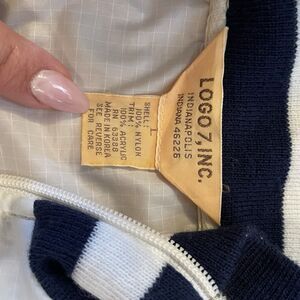 LOGO 7, INC.
INDIANAPOLIS
INDIANA 46226
L
SHELL:
100% NYLON
TRIM:
100% ACRYLIC
RN 63386
MADE IN KOREA
SEE REVERSE
FOR CARE